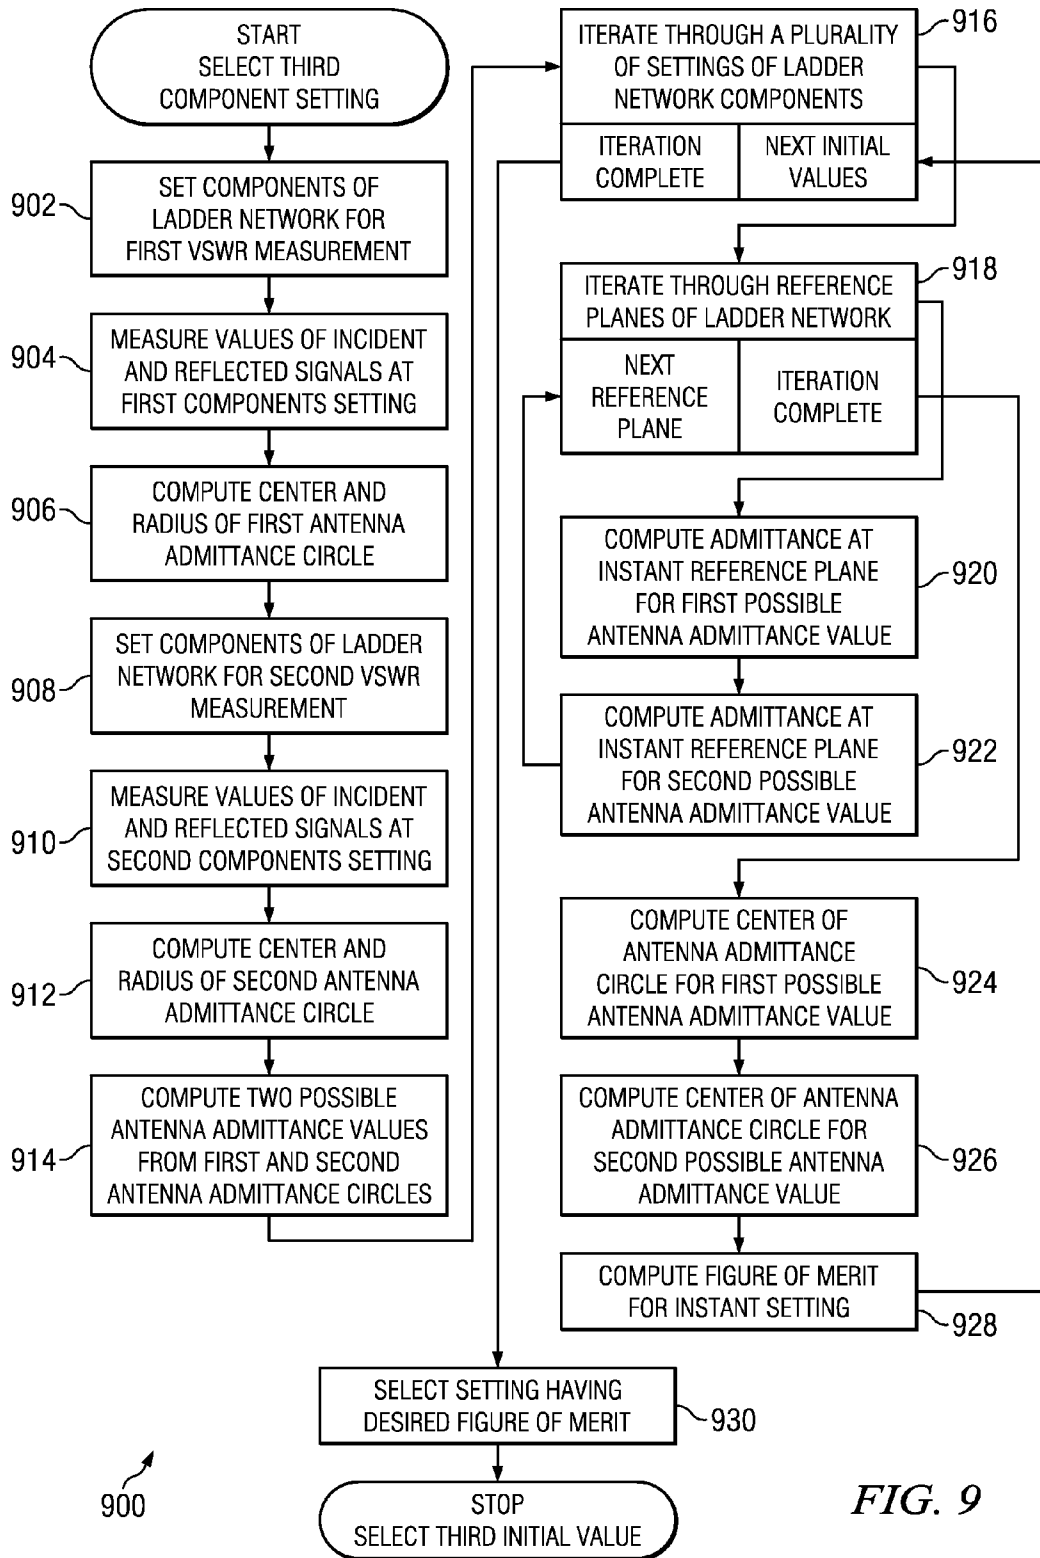 START
SELECT THIRD
COMPONENT SETTING
902
SET COMPONENTS OF
LADDER NETWORK FOR
FIRST VSWR MEASUREMENT
904
MEASURE VALUES OF INCIDENT
AND REFLECTED SIGNALS AT
FIRST COMPONENTS SETTING
906
COMPUTE CENTER AND
RADIUS OF FIRST ANTENNA
ADMITTANCE CIRCLE
908
SET COMPONENTS OF LADDER
NETWORK FOR SECOND VSWR
MEASUREMENT
910
MEASURE VALUES OF INCIDENT
AND REFLECTED SIGNALS AT
SECOND COMPONENTS SETTING
912
COMPUTE CENTER AND
RADIUS OF SECOND ANTENNA
ADMITTANCE CIRCLE
914
COMPUTE TWO POSSIBLE
ANTENNA ADMITTANCE VALUES
FROM FIRST AND SECOND
ANTENNA ADMITTANCE CIRCLES
916
ITERATE THROUGH A PLURALITY
OF SETTINGS OF LADDER
NETWORK COMPONENTS
ITERATION
COMPLETE
NEXT INITIAL
VALUES
918
ITERATE THROUGH REFERENCE
PLANES OF LADDER NETWORK
NEXT
REFERENCE
PLANE
ITERATION
COMPLETE
COMPUTE ADMITTANCE AT
INSTANT REFERENCE PLANE
FOR FIRST POSSIBLE
ANTENNA ADMITTANCE VALUE
920
COMPUTE ADMITTANCE AT
INSTANT REFERENCE PLANE
FOR SECOND POSSIBLE
ANTENNA ADMITTANCE VALUE
922
COMPUTE CENTER OF
ANTENNA ADMITTANCE
CIRCLE FOR FIRST POSSIBLE
ANTENNA ADMITTANCE VALUE
924
COMPUTE CENTER OF ANTENNA
ADMITTANCE CIRCLE FOR
SECOND POSSIBLE ANTENNA
ADMITTANCE VALUE
926
COMPUTE FIGURE OF MERIT
FOR INSTANT SETTING
928
SELECT SETTING HAVING
DESIRED FIGURE OF MERIT
930
STOP
SELECT THIRD INITIAL VALUE
900
FIG. 9